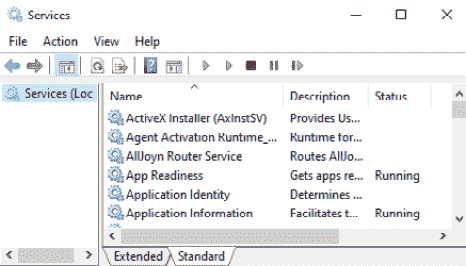 Services
File Action View Help
Services (Loc
Name Description Status
ActiveX Installer (AxInstSV) Provides Us...
Agent Activation Runtime_... Runtime for...
AllJoyn Router Service Routes AllJo...
App Readiness Gets apps re... Running
Application Identity Determines ...
Application Information Facilitates t... Running
Extended Standard